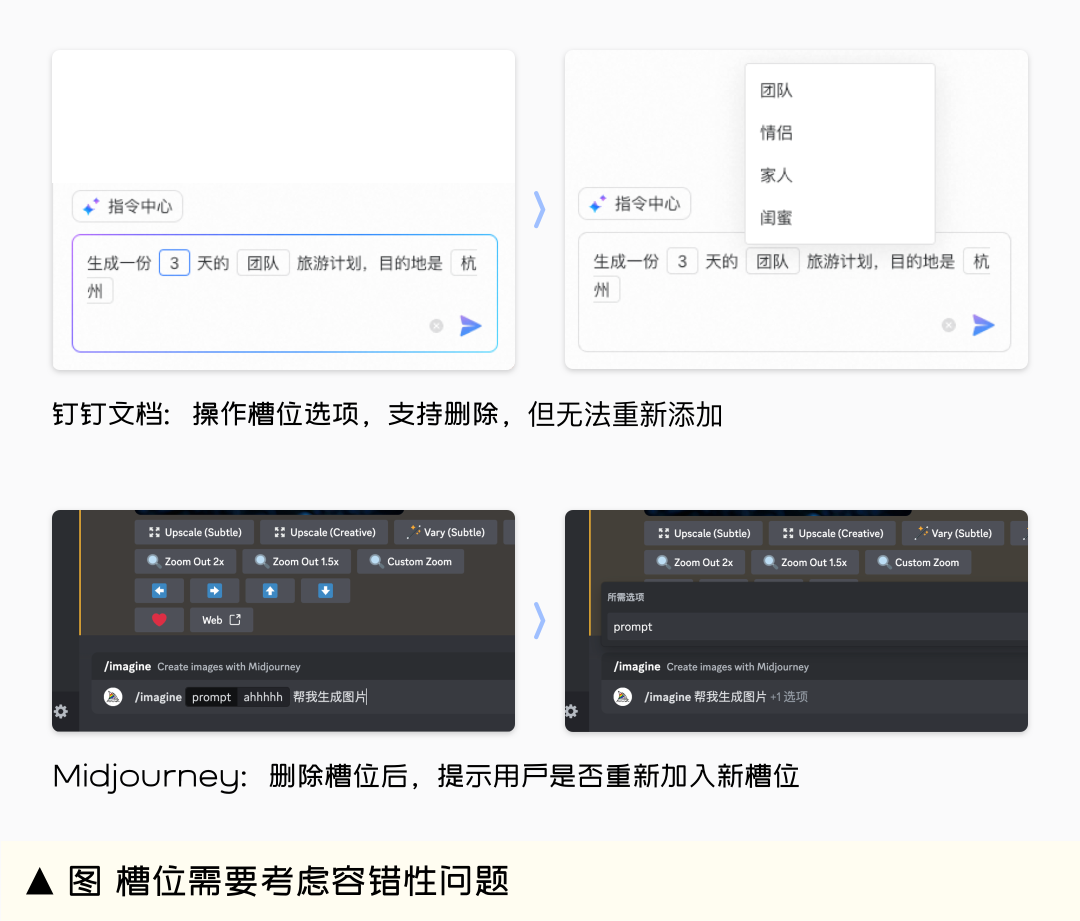 指令中心
生成一份 3 天的 团队 旅游计划，目的地是 杭
州
团队
情侣
家人
闺蜜
指令中心
生成一份 3 天的 团队 旅游计划，目的地是 杭
州
钉钉文档: 操作槽位选项，支持删除，但无法重新添加
Upscale (Subtle) Upscale (Creative) Vary (Subtle)
Zoom Out 2x Zoom Out 1.5x Custom Zoom
Web
/imagine Create images with Midjourney
/imagine prompt ahhhhh 帮我生成图片
Upscale (Subtle) Upscale (Creative) Vary (Subtle)
Zoom Out 2x Zoom Out 1.5x Custom Zoom
所需选项
prompt
/imagine Create images with Midjourney
/imagine 帮我生成图片 +1 选项
Midjourney: 删除槽位后，提示用户是否重新加入新槽位
▲ 图 槽位需要考虑容错性问题